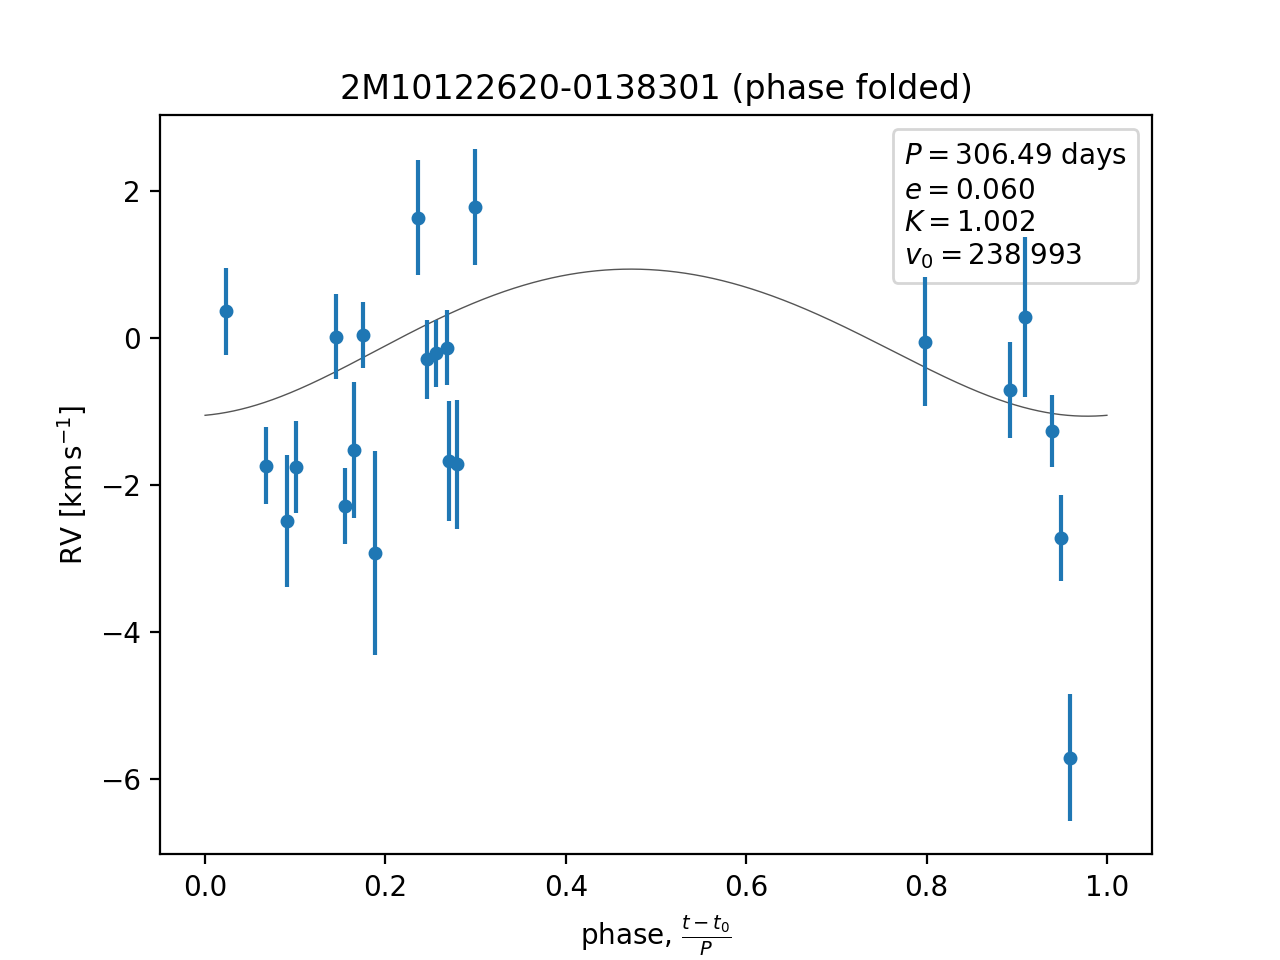 2M10122620-0138301 (phase folded)
P = 306.49 days
e = 0.060
K = 1.002
v₀ = 238.993
2
0
−2
−4
−6
RV [km s⁻¹]
0.0 0.2 0.4 0.6 0.8 1.0
phase, (t − t₀)/P